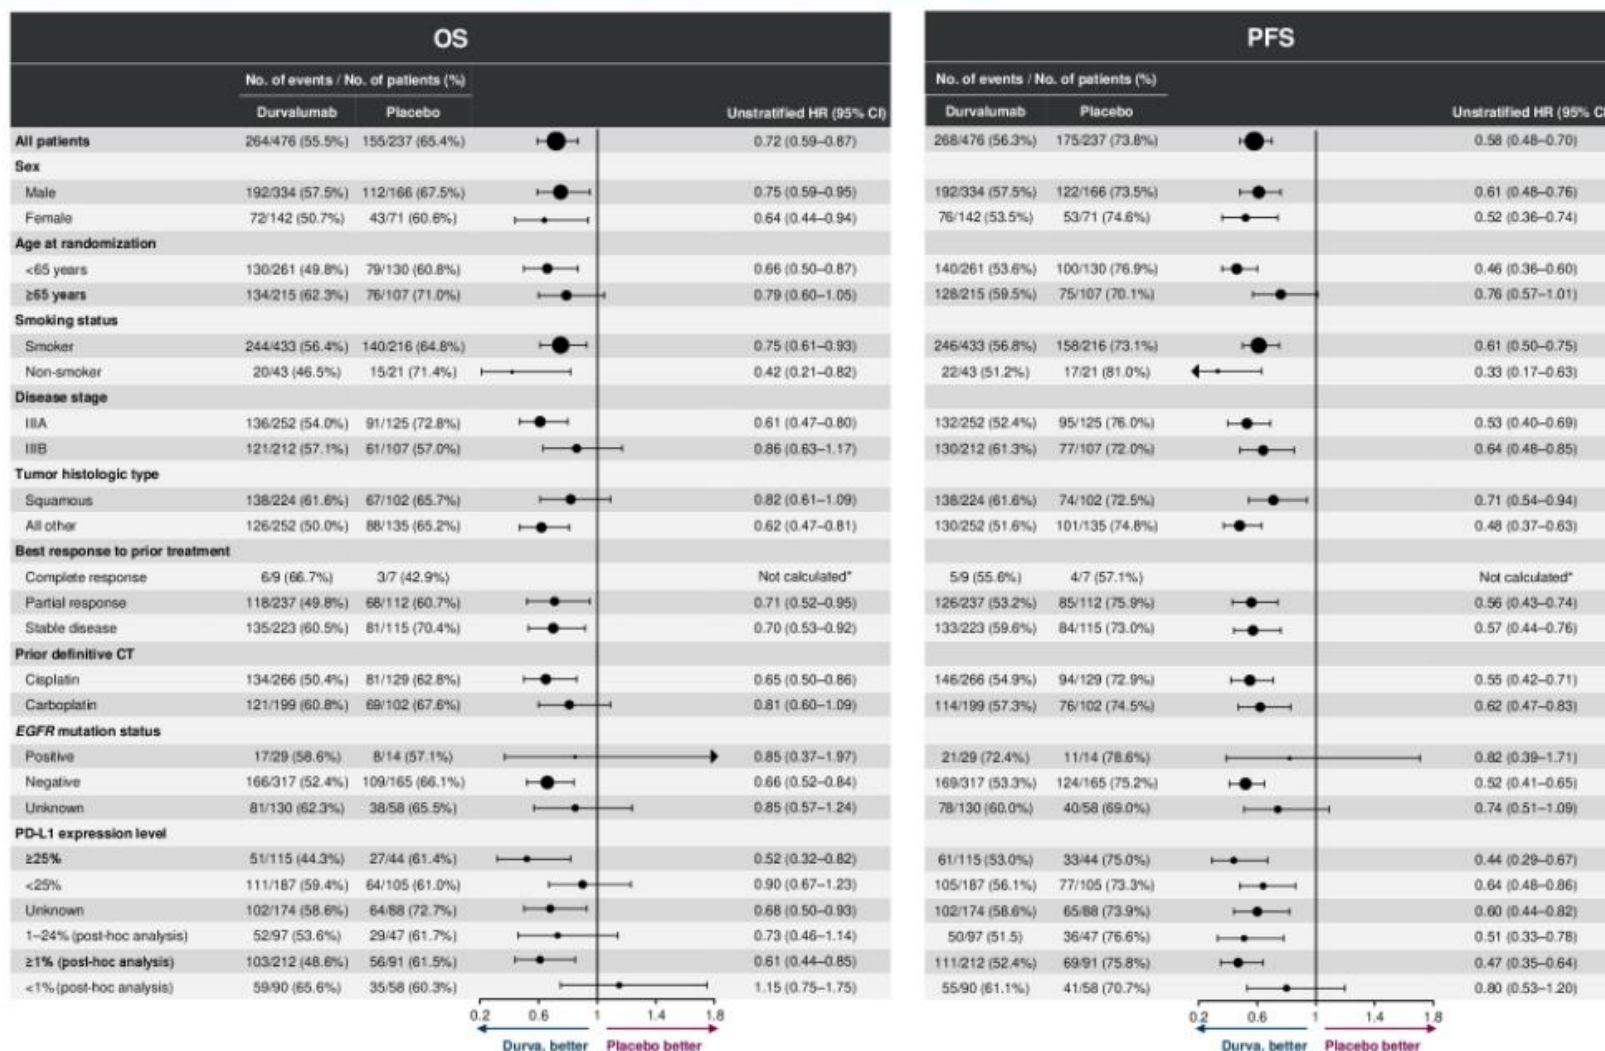 OS
No. of events / No. of patients (%)
Durvalumab Placebo Unstratified HR (95% CI)
All patients 264/476 (55.5%) 155/237 (65.4%) 0.72 (0.59–0.87)
Sex
Male 192/334 (57.5%) 112/166 (67.5%) 0.75 (0.59–0.95)
Female 72/142 (50.7%) 43/71 (60.6%) 0.64 (0.44–0.94)
Age at randomization
<65 years 130/261 (49.8%) 79/130 (60.8%) 0.66 (0.50–0.87)
≥65 years 134/215 (62.3%) 76/107 (71.0%) 0.79 (0.60–1.05)
Smoking status
Smoker 244/433 (56.4%) 140/216 (64.8%) 0.75 (0.61–0.93)
Non-smoker 20/43 (46.5%) 15/21 (71.4%) 0.42 (0.21–0.82)
Disease stage
IIIA 136/252 (54.0%) 91/125 (72.8%) 0.61 (0.47–0.80)
IIIB 121/212 (57.1%) 61/107 (57.0%) 0.86 (0.63–1.17)
Tumor histologic type
Squamous 138/224 (61.6%) 67/102 (65.7%) 0.82 (0.61–1.09)
All other 126/252 (50.0%) 88/135 (65.2%) 0.62 (0.47–0.81)
Best response to prior treatment
Complete response 6/9 (66.7%) 3/7 (42.9%) Not calculated*
Partial response 118/237 (49.8%) 68/112 (60.7%) 0.71 (0.52–0.95)
Stable disease 135/223 (60.5%) 81/115 (70.4%) 0.70 (0.53–0.92)
Prior definitive CT
Cisplatin 134/266 (50.4%) 81/129 (62.8%) 0.65 (0.50–0.86)
Carboplatin 121/199 (60.8%) 69/102 (67.6%) 0.81 (0.60–1.09)
EGFR mutation status
Positive 17/29 (58.6%) 8/14 (57.1%) 0.85 (0.37–1.97)
Negative 166/317 (52.4%) 109/165 (66.1%) 0.66 (0.52–0.84)
Unknown 81/130 (62.3%) 38/58 (65.5%) 0.85 (0.57–1.24)
PD-L1 expression level
≥25% 51/115 (44.3%) 27/44 (61.4%) 0.52 (0.32–0.82)
<25% 111/187 (59.4%) 64/105 (61.0%) 0.90 (0.67–1.23)
Unknown 102/174 (58.6%) 64/88 (72.7%) 0.68 (0.50–0.93)
1–24% (post-hoc analysis) 52/97 (53.6%) 29/47 (61.7%) 0.73 (0.46–1.14)
≥1% (post-hoc analysis) 103/212 (48.6%) 56/91 (61.5%) 0.61 (0.44–0.85)
<1% (post-hoc analysis) 59/90 (65.6%) 35/58 (60.3%) 1.15 (0.75–1.75)
0.2 0.6 1 1.4 1.8
Durva. better Placebo better
PFS
No. of events / No. of patients (%)
Durvalumab Placebo Unstratified HR (95% CI
268/476 (56.3%) 175/237 (73.8%) 0.58 (0.48–0.70)
192/334 (57.5%) 122/166 (73.5%) 0.61 (0.48–0.76)
76/142 (53.5%) 53/71 (74.6%) 0.52 (0.36–0.74)
140/261 (53.6%) 100/130 (76.9%) 0.46 (0.36–0.60)
128/215 (59.5%) 75/107 (70.1%) 0.76 (0.57–1.01)
246/433 (56.8%) 158/216 (73.1%) 0.61 (0.50–0.75)
22/43 (51.2%) 17/21 (81.0%) 0.33 (0.17–0.63)
132/252 (52.4%) 95/125 (76.0%) 0.53 (0.40–0.69)
130/212 (61.3%) 77/107 (72.0%) 0.64 (0.48–0.85)
138/224 (61.6%) 74/102 (72.5%) 0.71 (0.54–0.94)
130/252 (51.6%) 101/135 (74.8%) 0.48 (0.37–0.63)
5/9 (55.6%) 4/7 (57.1%) Not calculated*
126/237 (53.2%) 85/112 (75.9%) 0.56 (0.43–0.74)
133/223 (59.6%) 84/115 (73.0%) 0.57 (0.44–0.76)
146/266 (54.9%) 94/129 (72.9%) 0.55 (0.42–0.71)
114/199 (57.3%) 76/102 (74.5%) 0.62 (0.47–0.83)
21/29 (72.4%) 11/14 (78.6%) 0.82 (0.39–1.71)
169/317 (53.3%) 124/165 (75.2%) 0.52 (0.41–0.65)
78/130 (60.0%) 40/58 (69.0%) 0.74 (0.51–1.09)
61/115 (53.0%) 33/44 (75.0%) 0.44 (0.29–0.67)
105/187 (56.1%) 77/105 (73.3%) 0.64 (0.48–0.86)
102/174 (58.6%) 65/88 (73.9%) 0.60 (0.44–0.82)
50/97 (51.5) 36/47 (76.6%) 0.51 (0.33–0.78)
111/212 (52.4%) 69/91 (75.8%) 0.47 (0.35–0.64)
55/90 (61.1%) 41/58 (70.7%) 0.80 (0.53–1.20)
0.2 0.6 1 1.4 1.8
Durva. better Placebo better